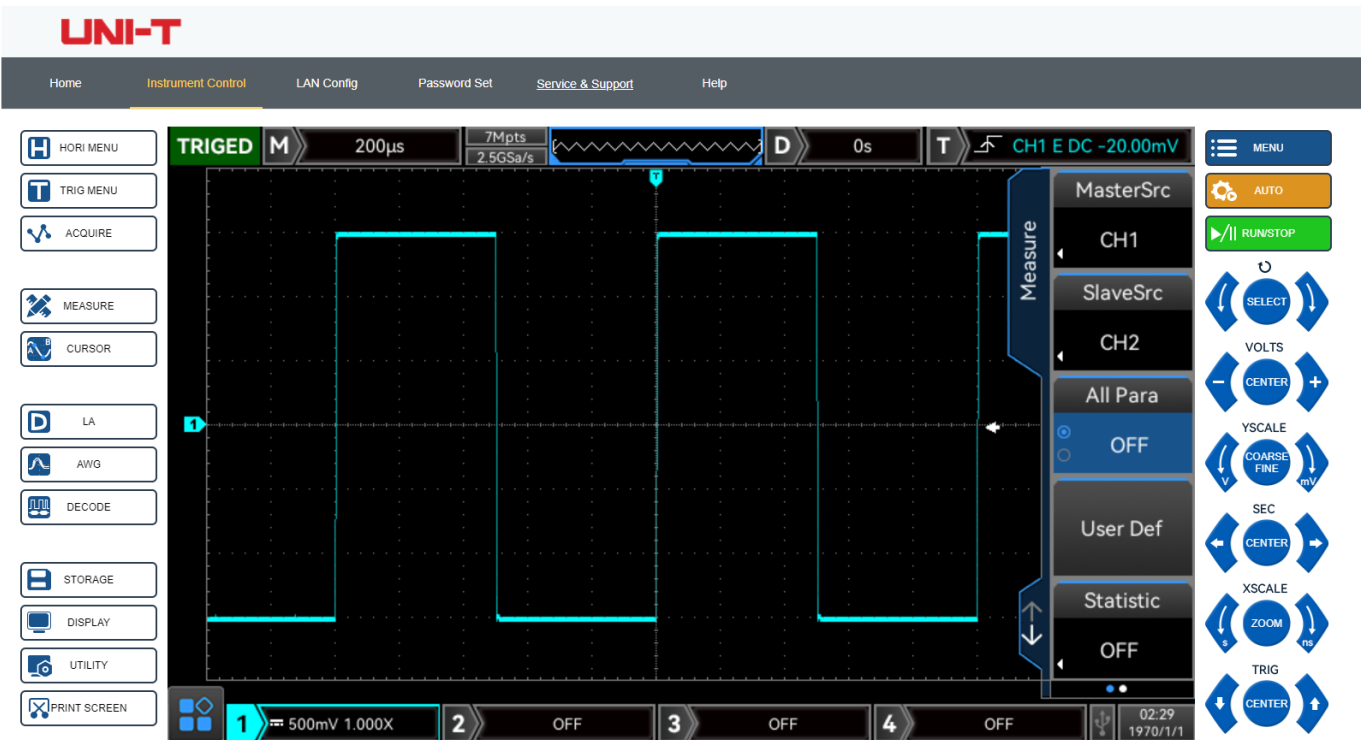 UNI-T
Home Instrument Control LAN Config Password Set Service & Support Help
HORI MENU
TRIG MENU
ACQUIRE
MEASURE
CURSOR
LA
AWG
DECODE
STORAGE
DISPLAY
UTILITY
PRINT SCREEN
TRIGED M 200μs 7Mpts 2.5GSa/s D 0s T CH1 E DC -20.00mV
T
1
Measure
MasterSrc
CH1
SlaveSrc
CH2
All Para
OFF
User Def
Statistic
OFF
1 500mV 1.000X 2 OFF 3 OFF 4 OFF
02:29
1970/1/1
MENU
AUTO
RUN/STOP
SELECT
VOLTS
- CENTER +
YSCALE
COARSE
FINE
V mV
SEC
CENTER
XSCALE
ZOOM
s ns
TRIG
CENTER